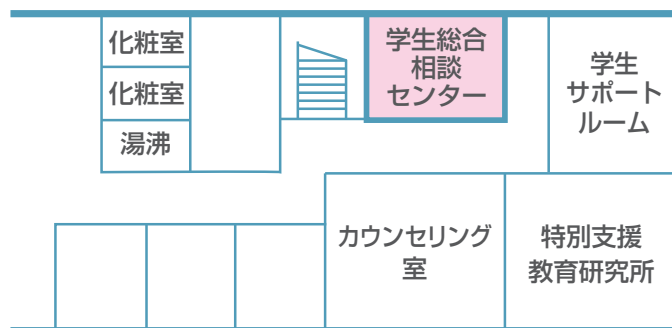 化粧室
化粧室
湯沸
学生総合
相談
センター
学生
サポート
ルーム
カウンセリング
室
特別支援
教育研究所